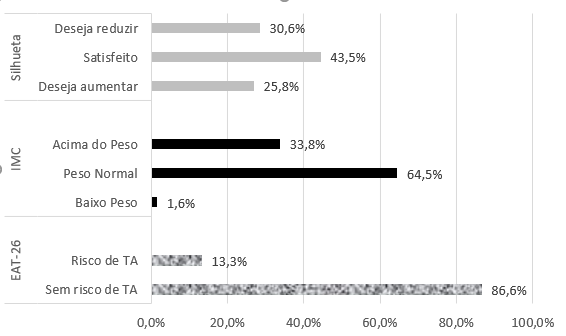 Silhueta
Deseja reduzir 30,6%
Satisfeito 43,5%
Deseja aumentar 25,8%
IMC
Acima do Peso 33,8%
Peso Normal 64,5%
Baixo Peso 1,6%
EAT-26
Risco de TA 13,3%
Sem risco de TA 86,6%
0,0% 20,0% 40,0% 60,0% 80,0% 100,0%